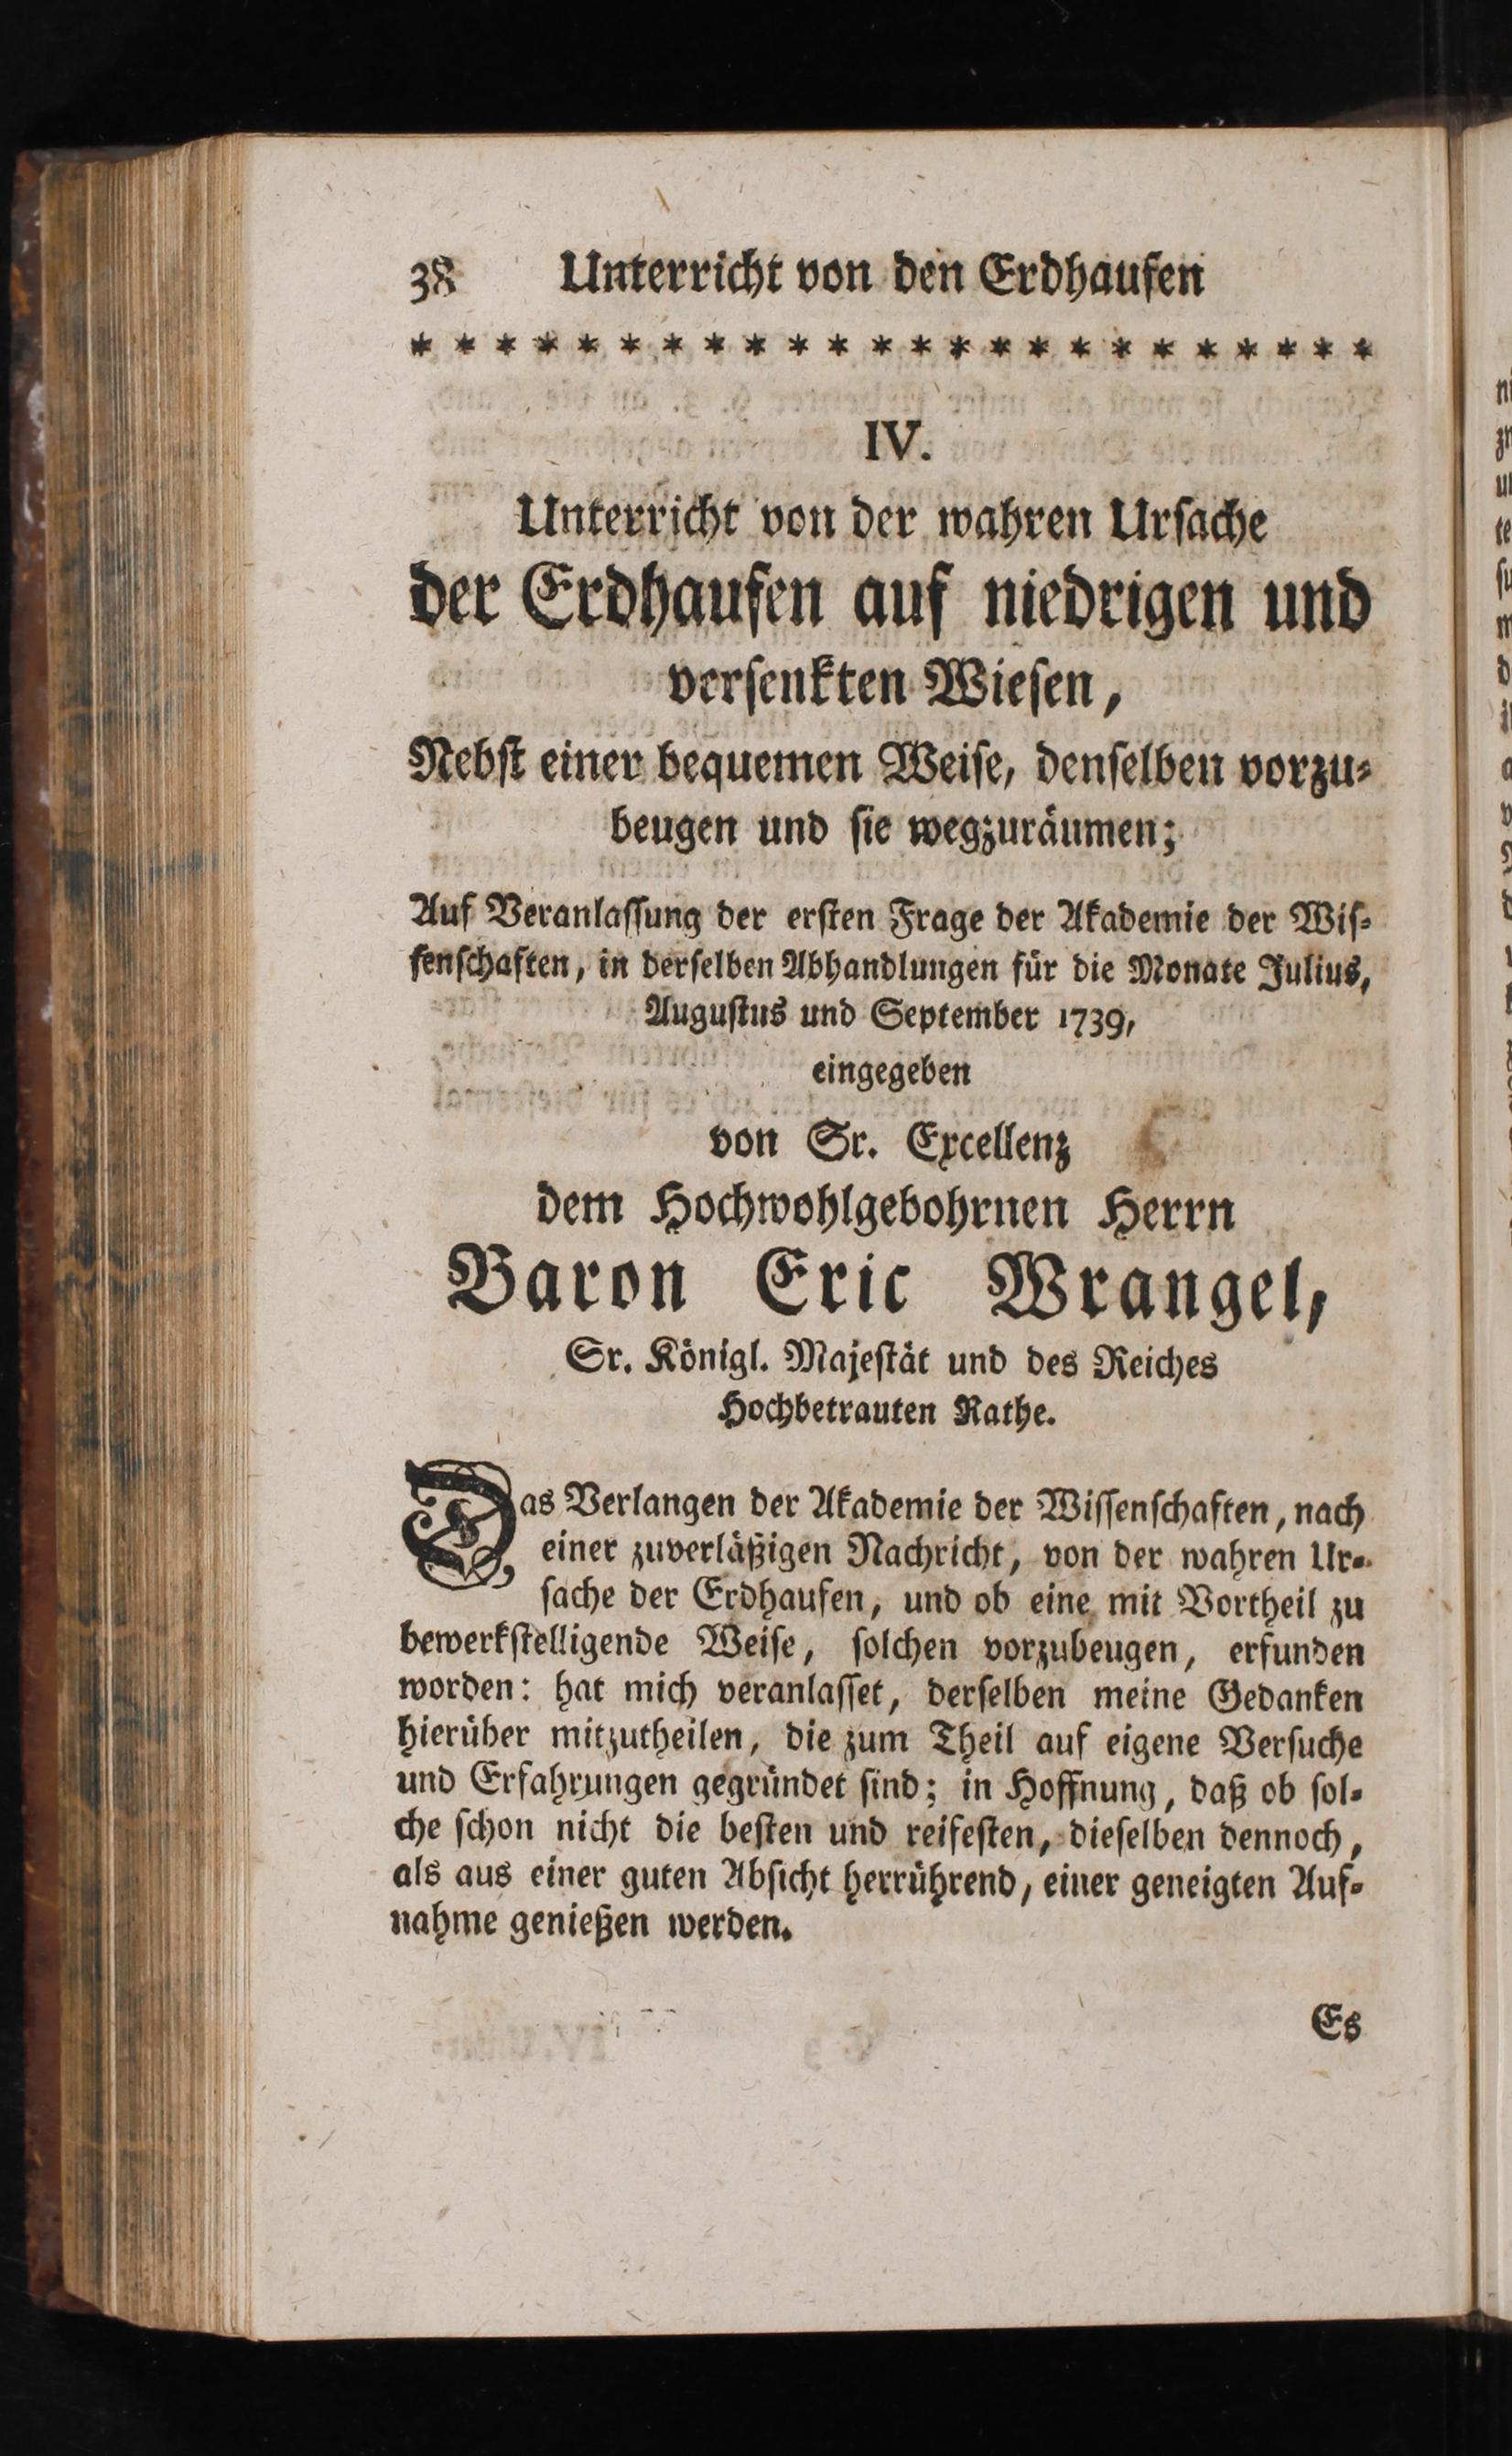 38 Unterricht von den Erdhaufen
* * * * * * * * * * * * * * * * * * * * * * * *
IV.
Unterricht von der wahren Urſache
der Erdhaufen auf niedrigen und
verſenkten Wieſen,
Nebſt einer bequemen Weiſe, denſelben vorzu-
beugen und ſie wegzuräumen;
Auf Veranlaſſung der erſten Frage der Akademie der Wiſ-
ſenſchaften, in derſelben Abhandlungen für die Monate Julius,
Auguſtus und September 1739,
eingegeben
von Sr. Excellenz
dem Hochwohlgebohrnen Herrn
Baron Eric Wrangel,
Sr. Königl. Majeſtät und des Reiches
Hochbetrauten Rathe.
Das Verlangen der Akademie der Wiſſenſchaften, nach
einer zuverläßigen Nachricht, von der wahren Ur-
ſache der Erdhaufen, und ob eine mit Vortheil zu
bewerkſtelligende Weiſe, ſolchen vorzubeugen, erfunden
worden: hat mich veranlaſſet, derſelben meine Gedanken
hierüber mitzutheilen, die zum Theil auf eigene Verſuche
und Erfahrungen gegründet ſind; in Hoffnung, daß ob ſol-
che ſchon nicht die beſten und reifeſten, dieſelben dennoch,
als aus einer guten Abſicht herrührend, einer geneigten Auf-
nahme genießen werden.
Es